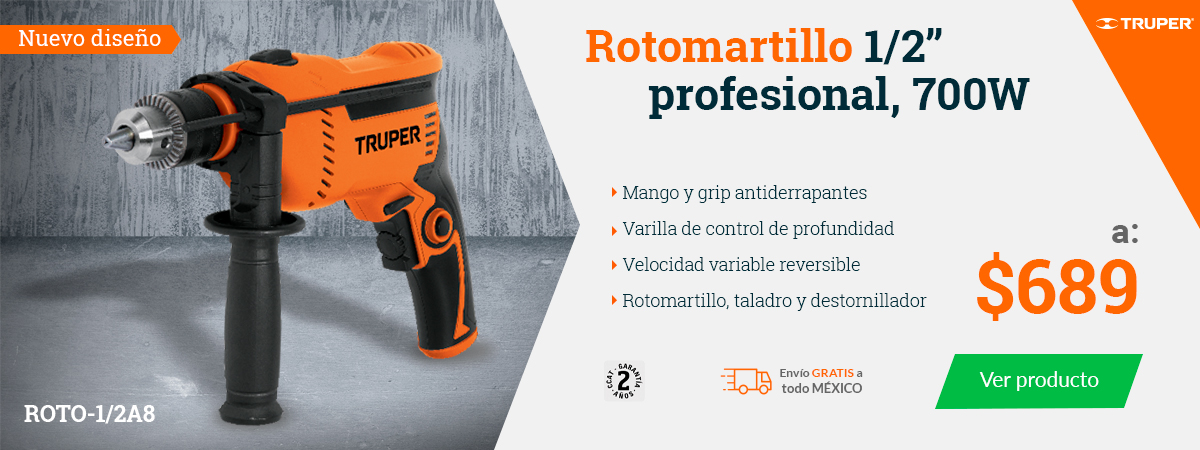 Nuevo diseño
TRUPER
ROTO-1/2A8
Rotomartillo 1/2”
profesional, 700W
TRUPER
Mango y grip antiderrapantes
Varilla de control de profundidad
Velocidad variable reversible
Rotomartillo, taladro y destornillador
a:
$689
CCAT · GARANTÍA
2
AÑOS
Envío GRATIS a
todo MÉXICO
Ver producto